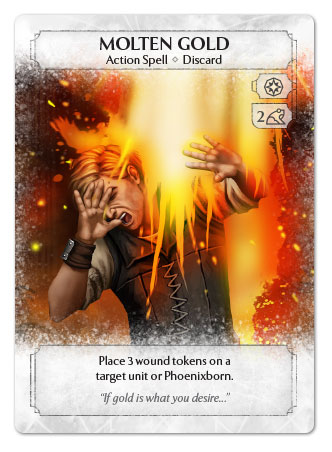 MOLTEN GOLD
Action Spell ⟐ Discard
2
Place 3 wound tokens on a
target unit or Phoenixborn.
"If gold is what you desire..."